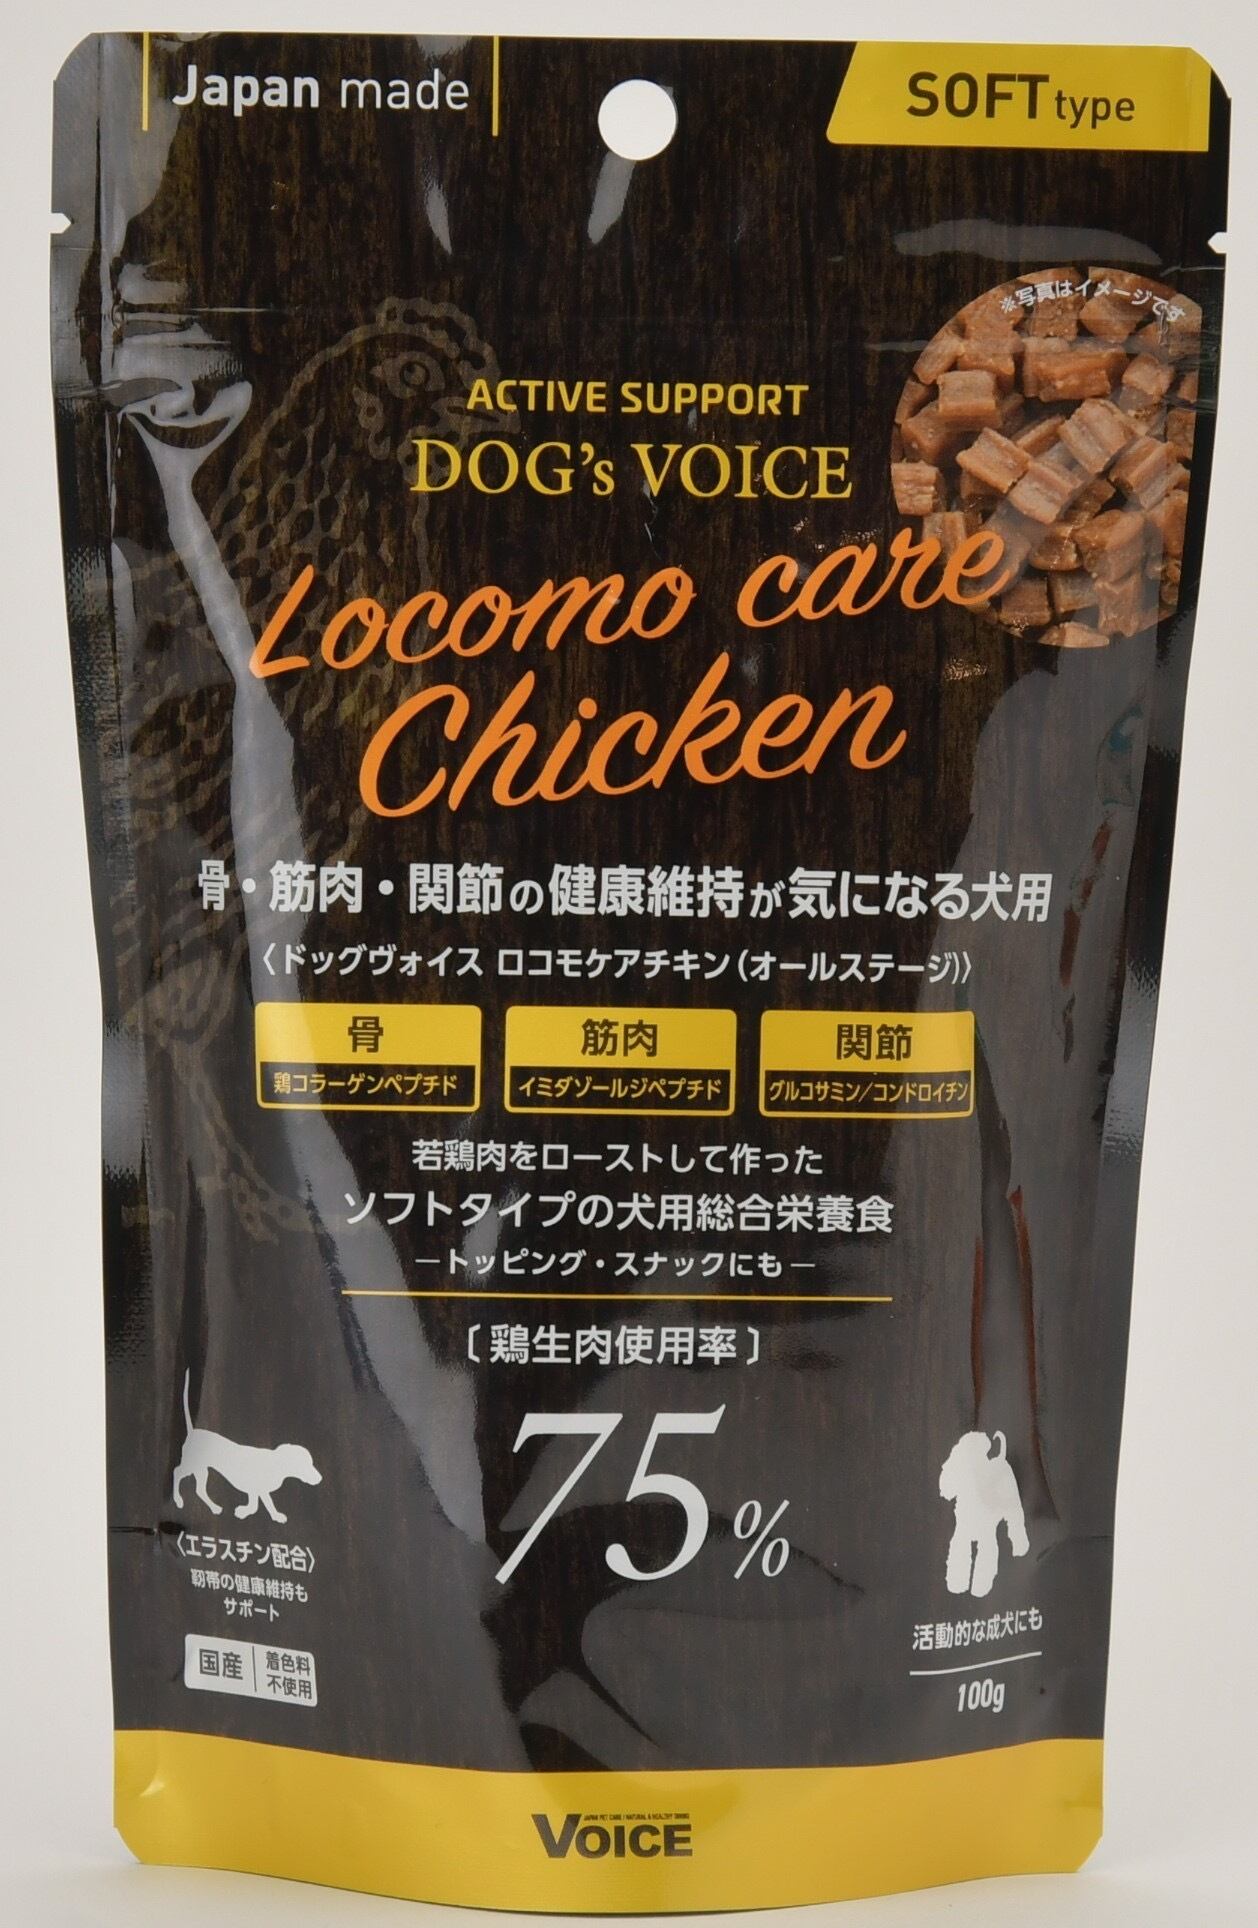 Japan made
SOFT type
※写真はイメージです
ACTIVE SUPPORT
DOG's VOICE
Locomo care
Chicken
骨・筋肉・関節の健康維持が気になる犬用
〈ドッグヴォイス ロコモケアチキン(オールステージ)〉
骨 筋肉 関節
鶏コラーゲンペプチド イミダゾールジペプチド グルコサミン/コンドロイチン
若鶏肉をローストして作った
ソフトタイプの犬用総合栄養食
―トッピング・スナックにも―
〔鶏生肉使用率〕
75%
〈エラスチン配合〉
靭帯の健康維持も
サポート
国産 着色料
不使用
活動的な成犬にも
100g
JAPAN PET CARE / NATURAL & HEALTHY DINING
VOICE